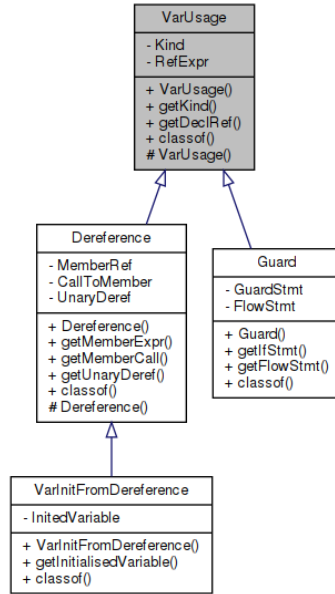 VarUsage
- Kind
- RefExpr
+ VarUsage()
+ getKind()
+ getDeclRef()
+ classof()
# VarUsage()
Dereference
- MemberRef
- CallToMember
- UnaryDeref
+ Dereference()
+ getMemberExpr()
+ getMemberCall()
+ getUnaryDeref()
+ classof()
# Dereference()
Guard
- GuardStmt
- FlowStmt
+ Guard()
+ getIfStmt()
+ getFlowStmt()
+ classof()
VarInitFromDereference
- InitedVariable
+ VarInitFromDereference()
+ getInitialisedVariable()
+ classof()